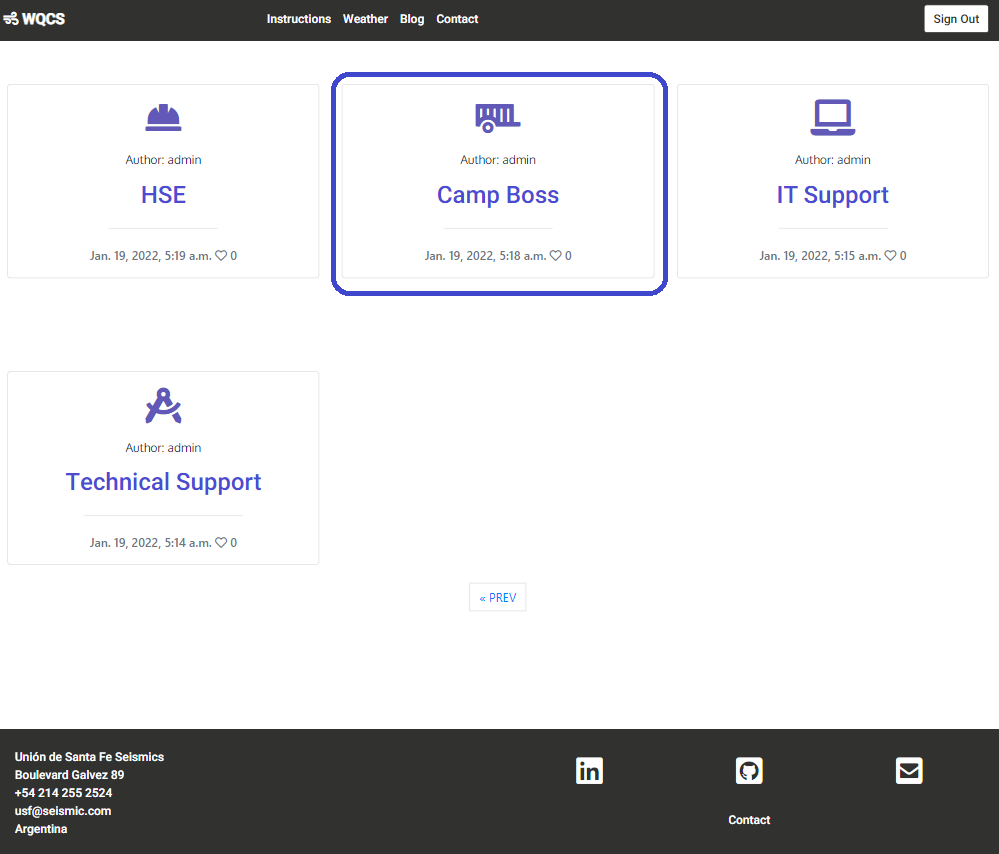 WQCS
Instructions Weather Blog Contact
Sign Out
Author: admin
HSE
Jan. 19, 2022, 5:19 a.m. 0
Author: admin
Camp Boss
Jan. 19, 2022, 5:18 a.m. 0
Author: admin
IT Support
Jan. 19, 2022, 5:15 a.m. 0
Author: admin
Technical Support
Jan. 19, 2022, 5:14 a.m. 0
« PREV
Unión de Santa Fe Seismics
Boulevard Galvez 89
+54 214 255 2524
usf@seismic.com
Argentina
in
Contact